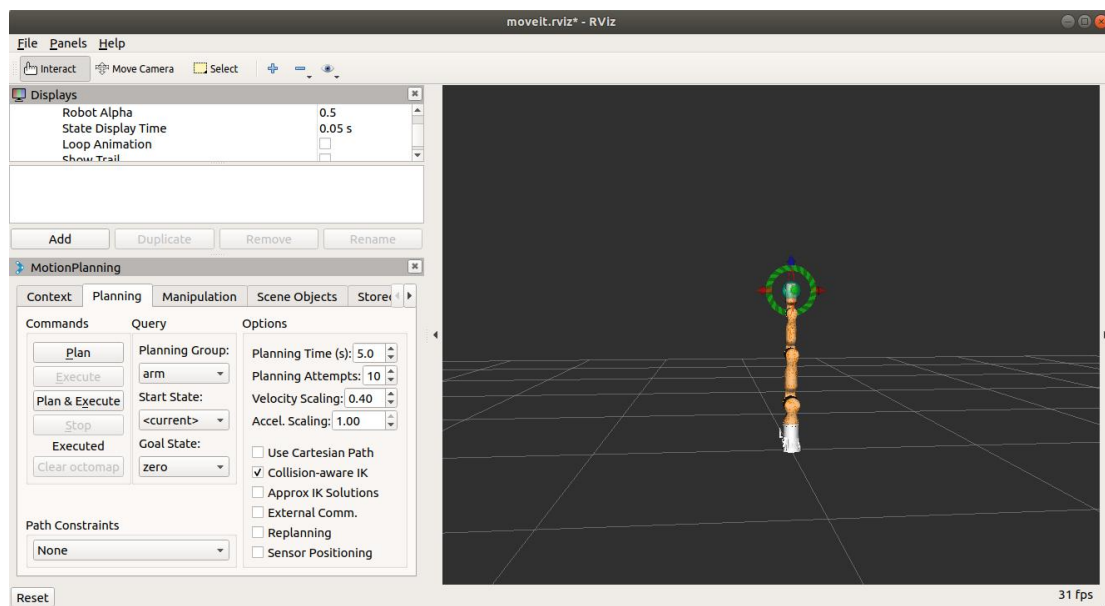 moveit.rviz* - RViz
File Panels Help
Interact Move Camera Select
Displays
Robot Alpha 0.5
State Display Time 0.05 s
Loop Animation
Show Trail
Add Duplicate Remove Rename
MotionPlanning
Context Planning Manipulation Scene Objects Store
Commands Query Options
Plan Planning Group: Planning Time (s): 5.0
Execute arm Planning Attempts: 10
Plan & Execute Start State: Velocity Scaling: 0.40
Stop <current> Accel. Scaling: 1.00
Executed Goal State: Use Cartesian Path
Clear octomap zero Collision-aware IK
Approx IK Solutions
External Comm.
Path Constraints Replanning
None Sensor Positioning
Reset 31 fps